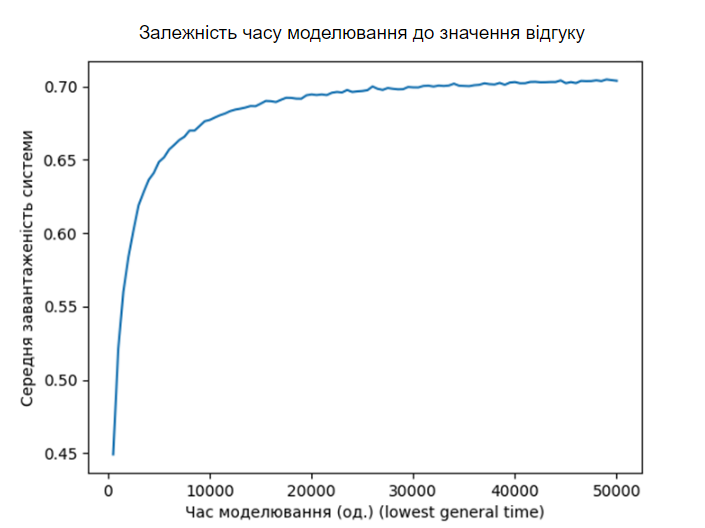 Залежність часу моделювання до значення відгуку
Середня завантаженість системи
0.70
0.65
0.60
0.55
0.50
0.45
0 10000 20000 30000 40000 50000
Час моделювання (од.) (lowest general time)